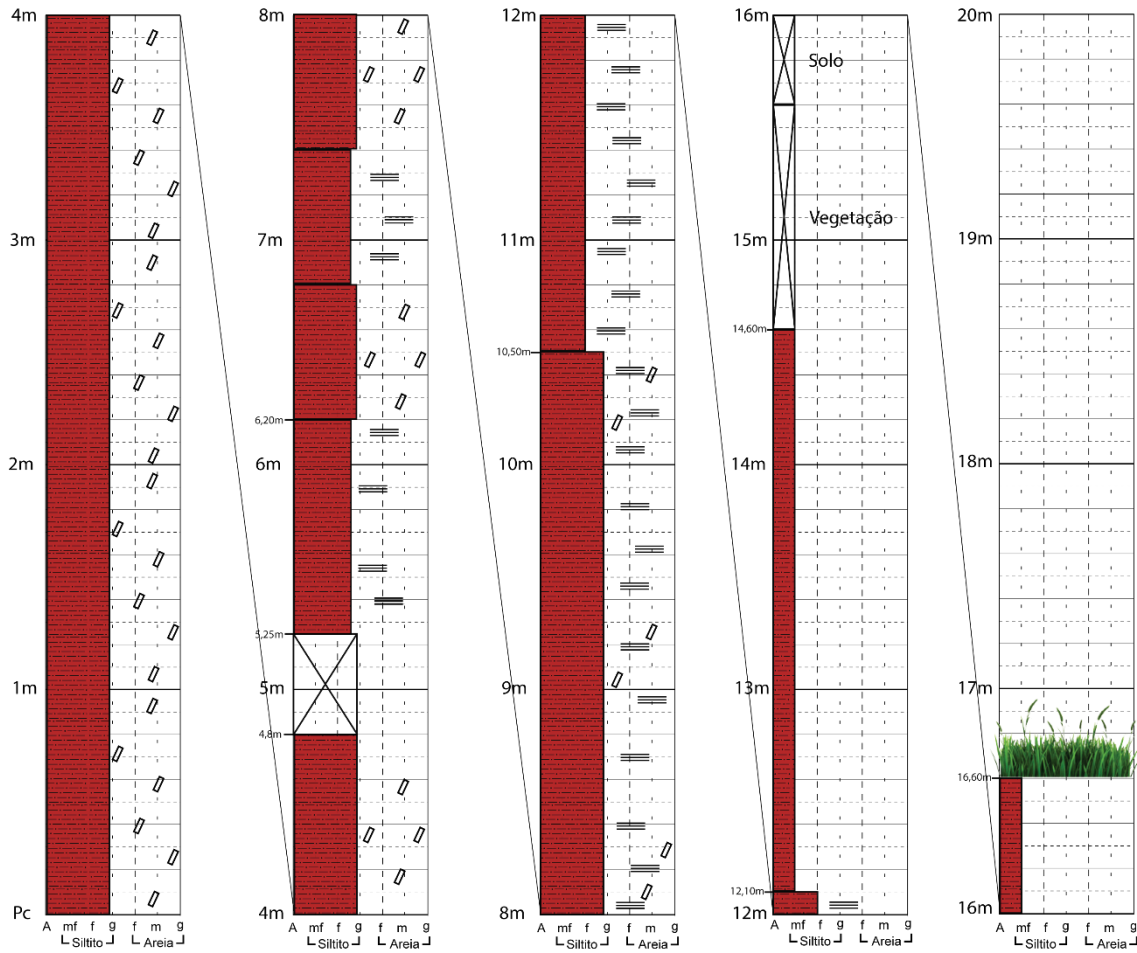 4m
3m
2m
1m
Pc
A mf f g f m g
Siltito Areia
8m
7m
6,20m
6m
5,25m
5m
4,8m
4m
A mf f g f m g
Siltito Areia
12m
11m
10,50m
10m
9m
8m
A mf f g f m g
Siltito Areia
16m
Solo
Vegetação
15m
14,60m
14m
13m
12,10m
12m
A mf f g f m g
Siltito Areia
20m
19m
18m
17m
16,60m
16m
A mf f g f m g
Siltito Areia